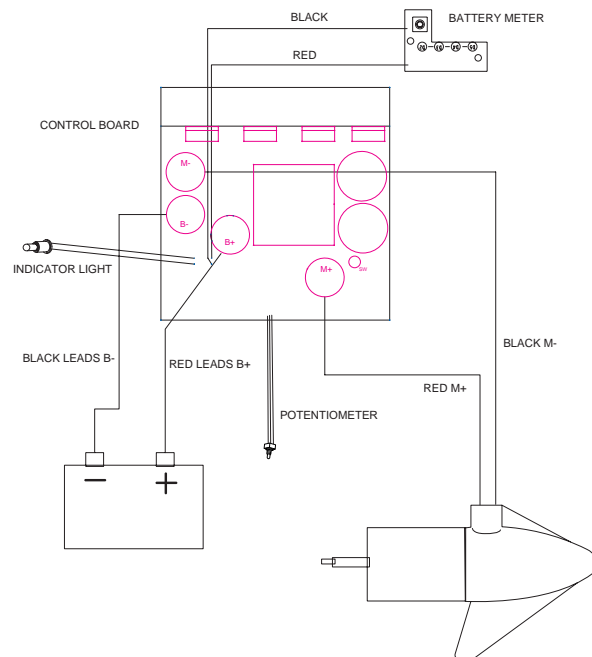 BLACK
BATTERY METER
RED
CONTROL BOARD
M-
B-
B+
M+
SW
INDICATOR LIGHT
BLACK LEADS B-
RED LEADS B+
BLACK M-
RED M+
POTENTIOMETER